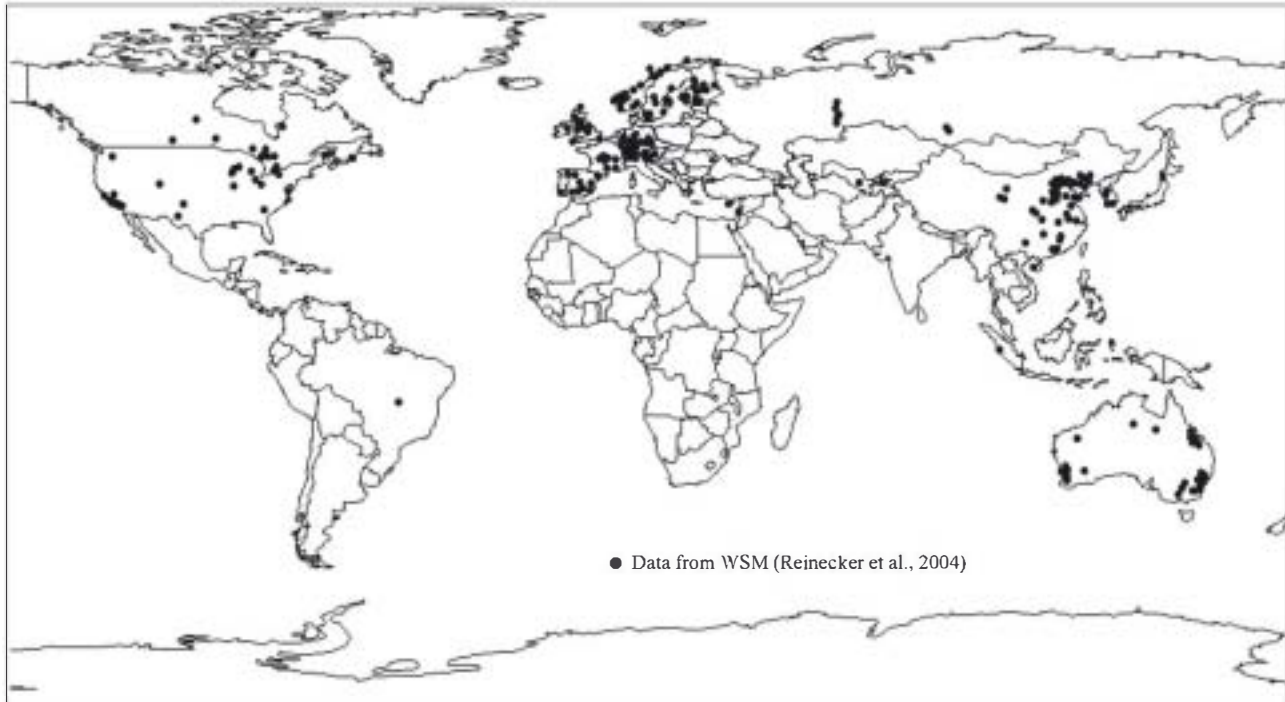 Data from WSM (Reinecker et al., 2004)